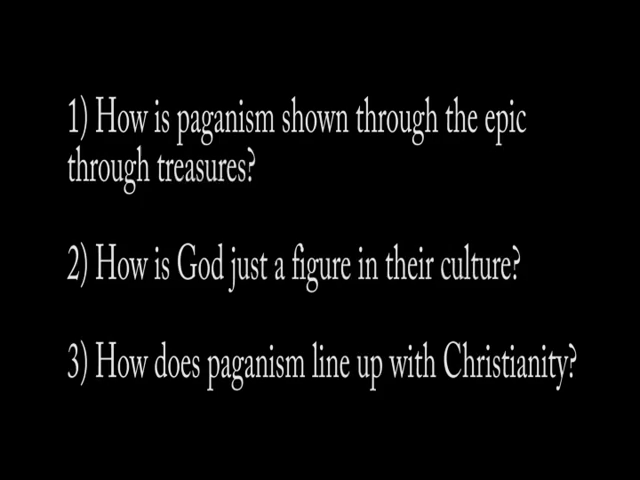 1) How is paganism shown through the epic
through treasures?
2) How is God just a figure in their culture?
3) How does paganism line up with Christianity?